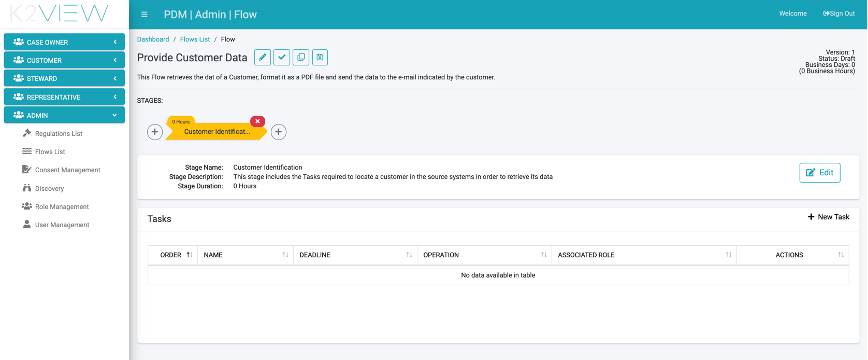 K2VIEW
PDM | Admin | Flow
Welcome
Sign Out
CASE OWNER
CUSTOMER
STEWARD
REPRESENTATIVE
ADMIN
Regulations List
Flows List
Consent Management
Discovery
Role Management
User Management
Dashboard / Flows List / Flow
Provide Customer Data
Version: 1
Status: Draft
Business Days: 0
(0 Business Hours)
This Flow retrieves the dat of a Customer, format it as a PDF file and send the data to the e-mail indicated by the customer.
STAGES:
0 Hours
Customer Identificat...
Stage Name: Customer Identification
Stage Description: This stage includes the Tasks required to locate a customer in the source systems in order to retrieve its data
Stage Duration: 0 Hours
Edit
Tasks
New Task
ORDER NAME DEADLINE OPERATION ASSOCIATED ROLE ACTIONS
No data available in table